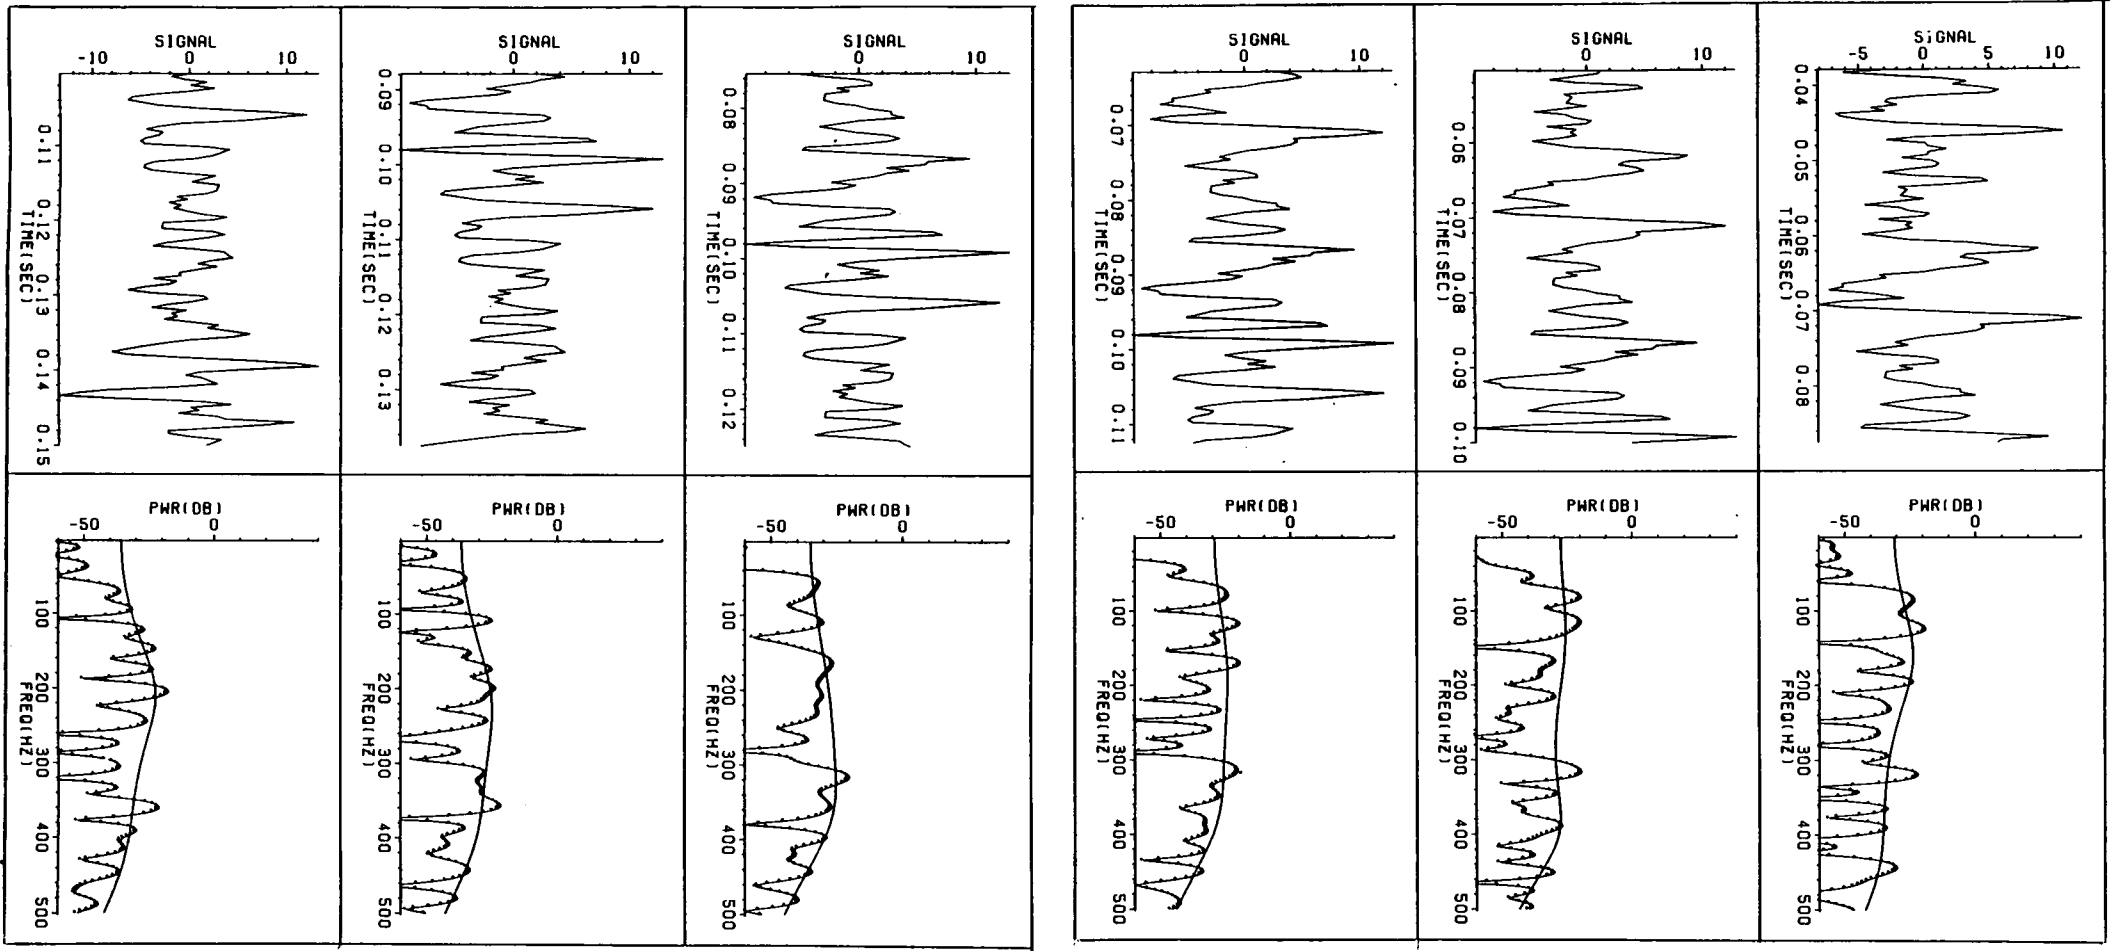 SIGNAL
-10 0 10
0.11 0.12 0.13 0.14 0.15
TIME(SEC)
SIGNAL
0 10
0.09 0.10 0.11 0.12 0.13
TIME(SEC)
SIGNAL
0 10
0.08 0.09 0.10 0.11 0.12
TIME(SEC)
SIGNAL
0 10
0.07 0.08 0.09 0.10 0.11
TIME(SEC)
SIGNAL
0 10
0.06 0.07 0.08 0.09 0.10
TIME(SEC)
SIGNAL
-5 0 5 10
0.04 0.05 0.06 0.07 0.08
TIME(SEC)
PWR(DB)
-50 0
100 200 300 400 500
FREQ(HZ)
PWR(DB)
-50 0
100 200 300 400 500
FREQ(HZ)
PWR(DB)
-50 0
100 200 300 400 500
FREQ(HZ)
PWR(DB)
-50 0
100 200 300 400 500
FREQ(HZ)
PWR(DB)
-50 0
100 200 300 400 500
FREQ(HZ)
PWR(DB)
-50 0
100 200 300 400 500
FREQ(HZ)